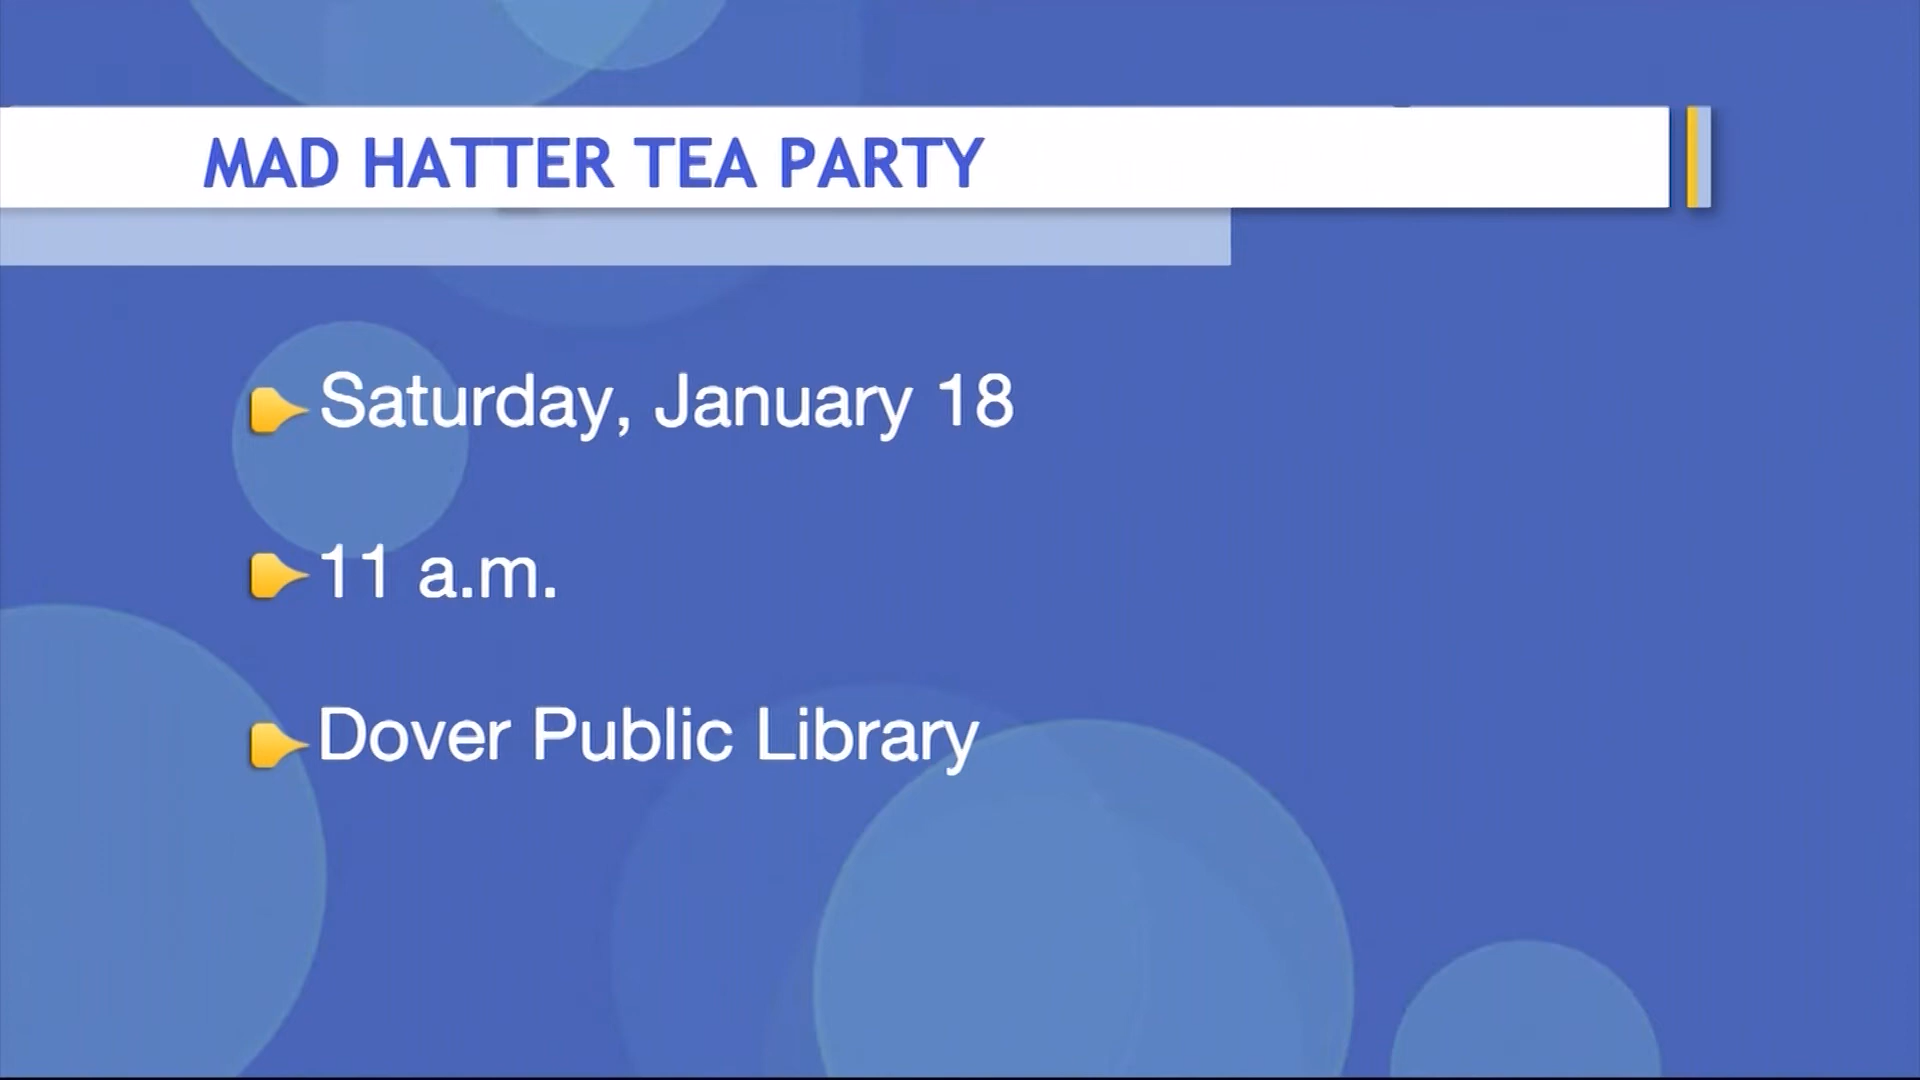 MAD HATTER TEA PARTY
Saturday, January 18
11 a.m.
Dover Public Library